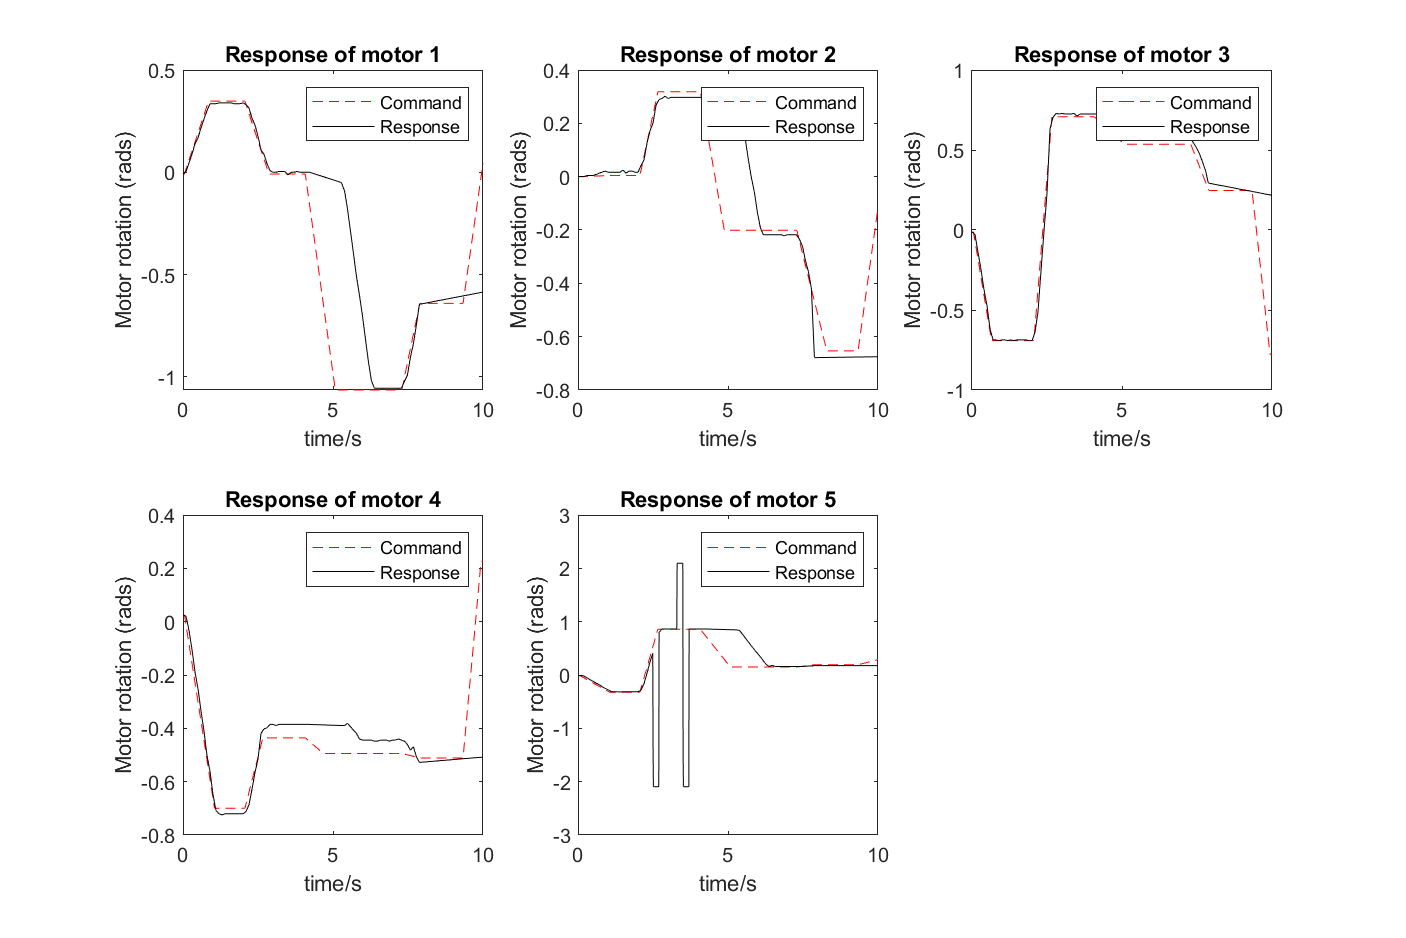 Response of motor 1
0.5
0
-0.5
-1
Motor rotation (rads)
Command
Response
0
5
10
time/s
Response of motor 2
0.4
0.2
0
-0.2
-0.4
-0.6
-0.8
Motor rotation (rads)
Command
Response
0
5
10
time/s
Response of motor 3
1
0.5
0
-0.5
-1
Motor rotation (rads)
Command
Response
0
5
10
time/s
Response of motor 4
0.4
0.2
0
-0.2
-0.4
-0.6
-0.8
Motor rotation (rads)
Command
Response
0
5
10
time/s
Response of motor 5
3
2
1
0
-1
-2
-3
Motor rotation (rads)
Command
Response
0
5
10
time/s